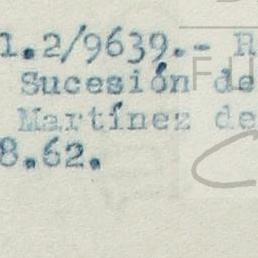 1.2/9639.- R
Sucesión de
Martínez de
8.62.